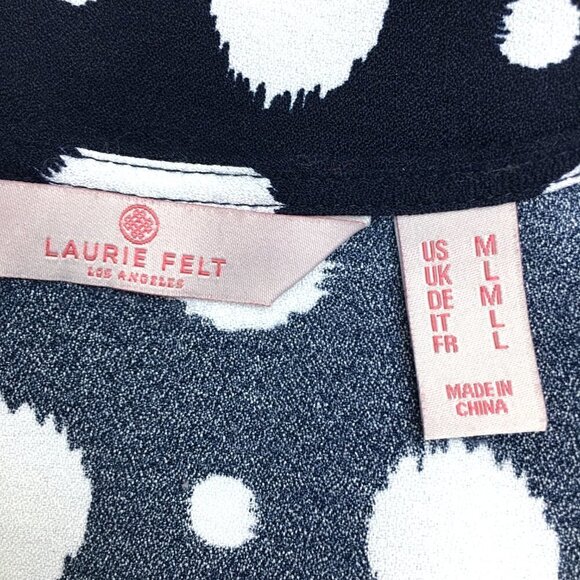 LAURIE FELT
LOS ANGELES
US M
UK L
DE M
IT L
FR L
MADE IN
CHINA